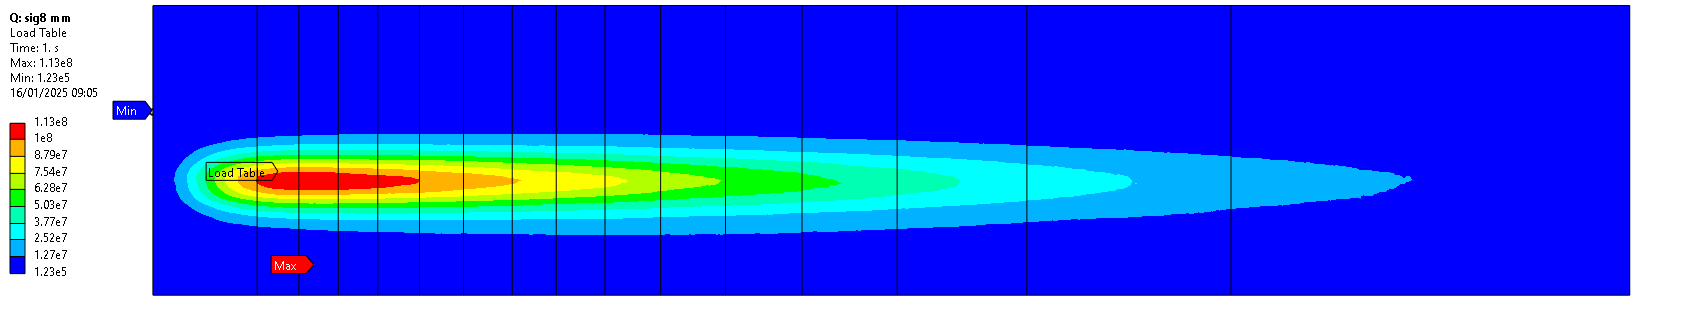 Q: sig8 mm
Load Table
Time: 1. s
Max: 1.13e8
Min: 1.23e5
16/01/2025 09:05
1.13e8
1e8
8.79e7
7.54e7
6.28e7
5.03e7
3.77e7
2.52e7
1.27e7
1.23e5
Min
Load Table
Max